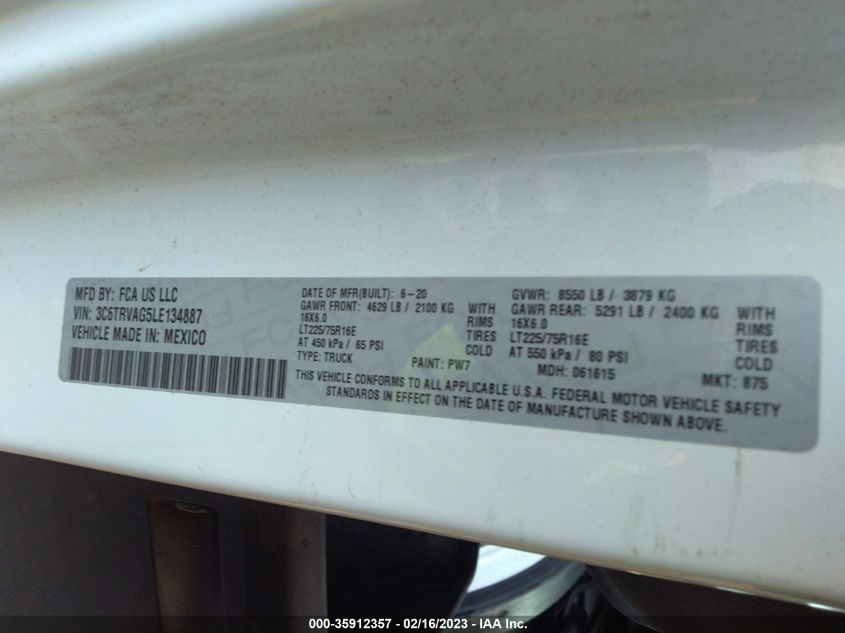 MFD BY: FCA US LLC
VIN: 3C6TRVAG5LE134887
VEHICLE MADE IN: MEXICO
DATE OF MFR(BUILT): 6-20
GAWR FRONT: 4629 LB / 2100 KG WITH
16X6.0 RIMS
LT225/75R16E TIRES
AT 450 kPa / 65 PSI COLD
TYPE: TRUCK PAINT: PW7
GVWR: 8550 LB / 3879 KG
GAWR REAR: 5291 LB / 2400 KG WITH
16X6.0 RIMS
LT225/75R16E TIRES
AT 550 kPa / 80 PSI COLD
MDH: 061615 MKT: 875
THIS VEHICLE CONFORMS TO ALL APPLICABLE U.S.A. FEDERAL MOTOR VEHICLE SAFETY
STANDARDS IN EFFECT ON THE DATE OF MANUFACTURE SHOWN ABOVE.
000-35912357 - 02/16/2023 - IAA Inc.